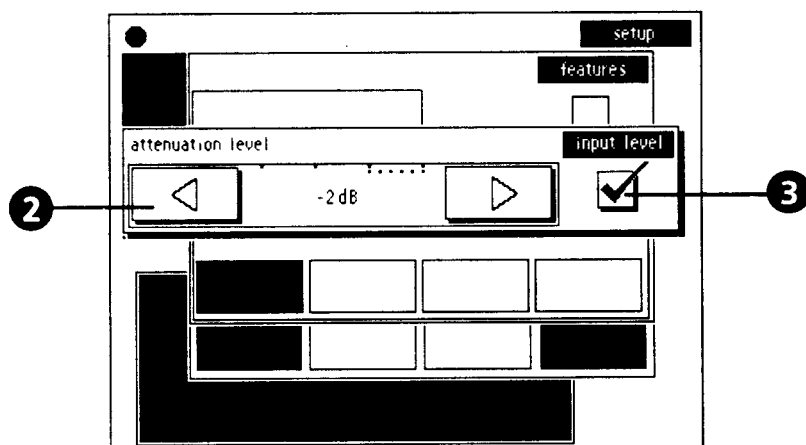 setup
features
attenuation level
input level
-2dB
2
3